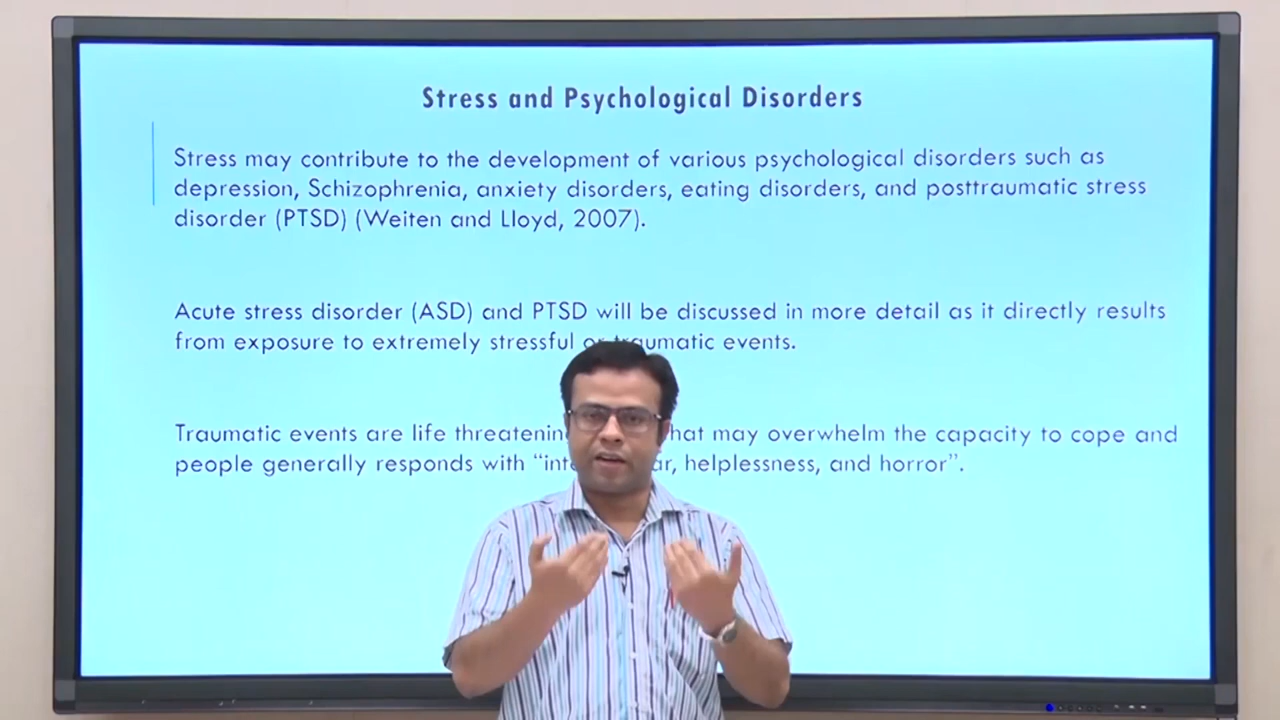 Stress and Psychological Disorders
Stress may contribute to the development of various psychological disorders such as
depression, Schizophrenia, anxiety disorders, eating disorders, and posttraumatic stress
disorder (PTSD) (Weiten and Lloyd, 2007).
Acute stress disorder (ASD) and PTSD will be discussed in more detail as it directly results
from exposure to extremely stressful or traumatic events.
Traumatic events are life that may overwhelm the capacity to cope and
people generally responds with helplessness, and horror”.